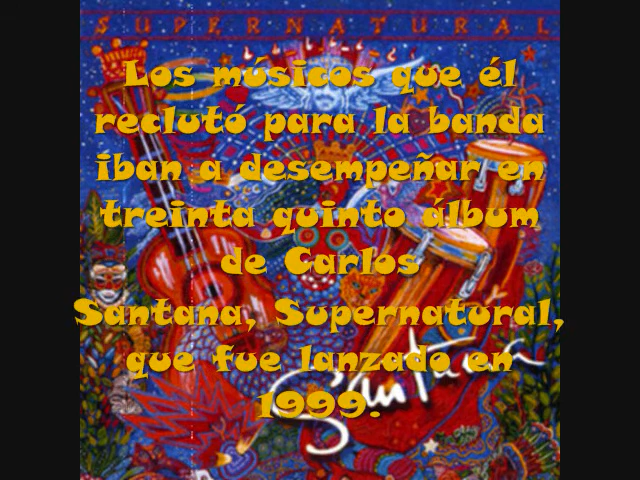 SUPERNATURAL
Los músicos que él
reclutó para la banda
iban a desempeñar en
treinta quinto álbum
de Carlos
Santana, Supernatural,
que fue lanzado en
1999.
Santana